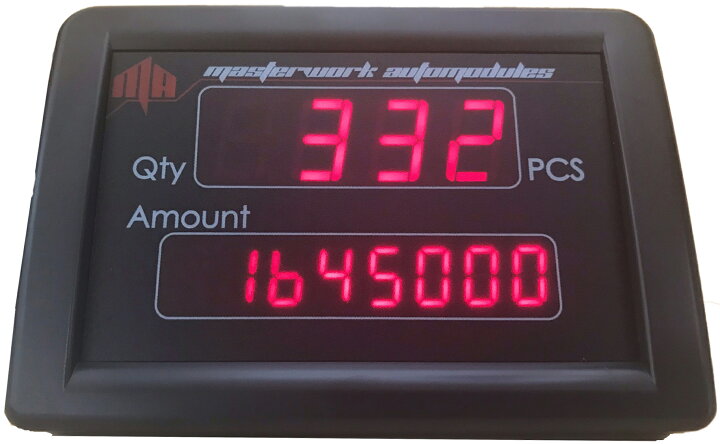 MA masterwork automodules
332
Qty PCS
Amount
1645000